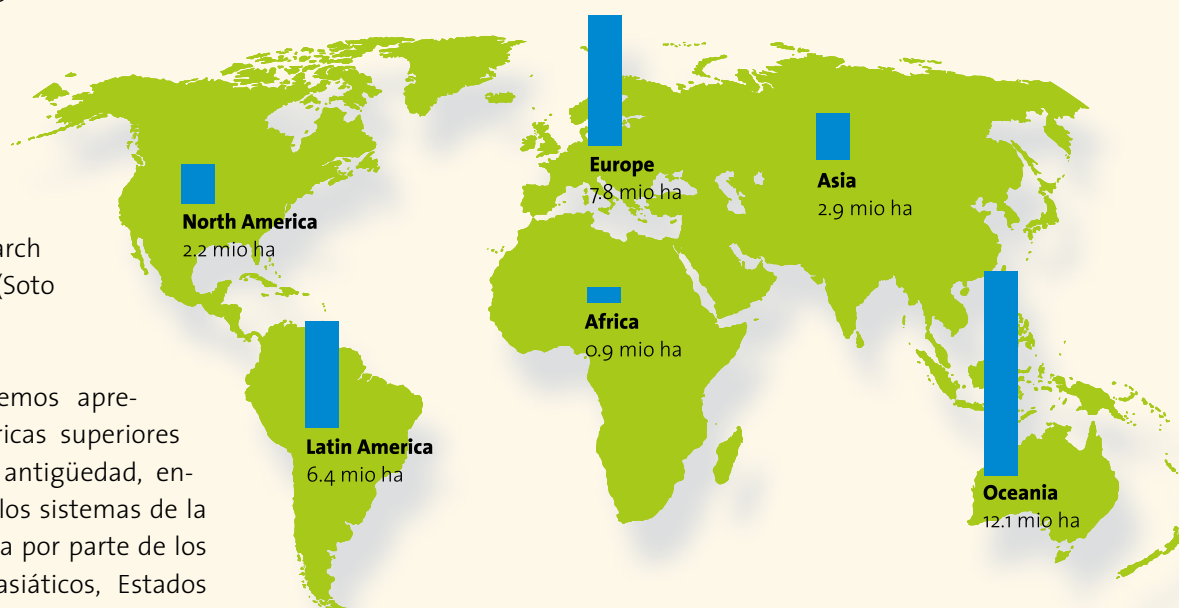 arch
(Soto
emos apre-
ricas superiores
antigüedad, en-
los sistemas de la
a por parte de los
asiáticos, Estados
North America
2.2 mio ha
Latin America
6.4 mio ha
Europe
7.8 mio ha
Africa
0.9 mio ha
Asia
2.9 mio ha
Oceania
12.1 mio ha